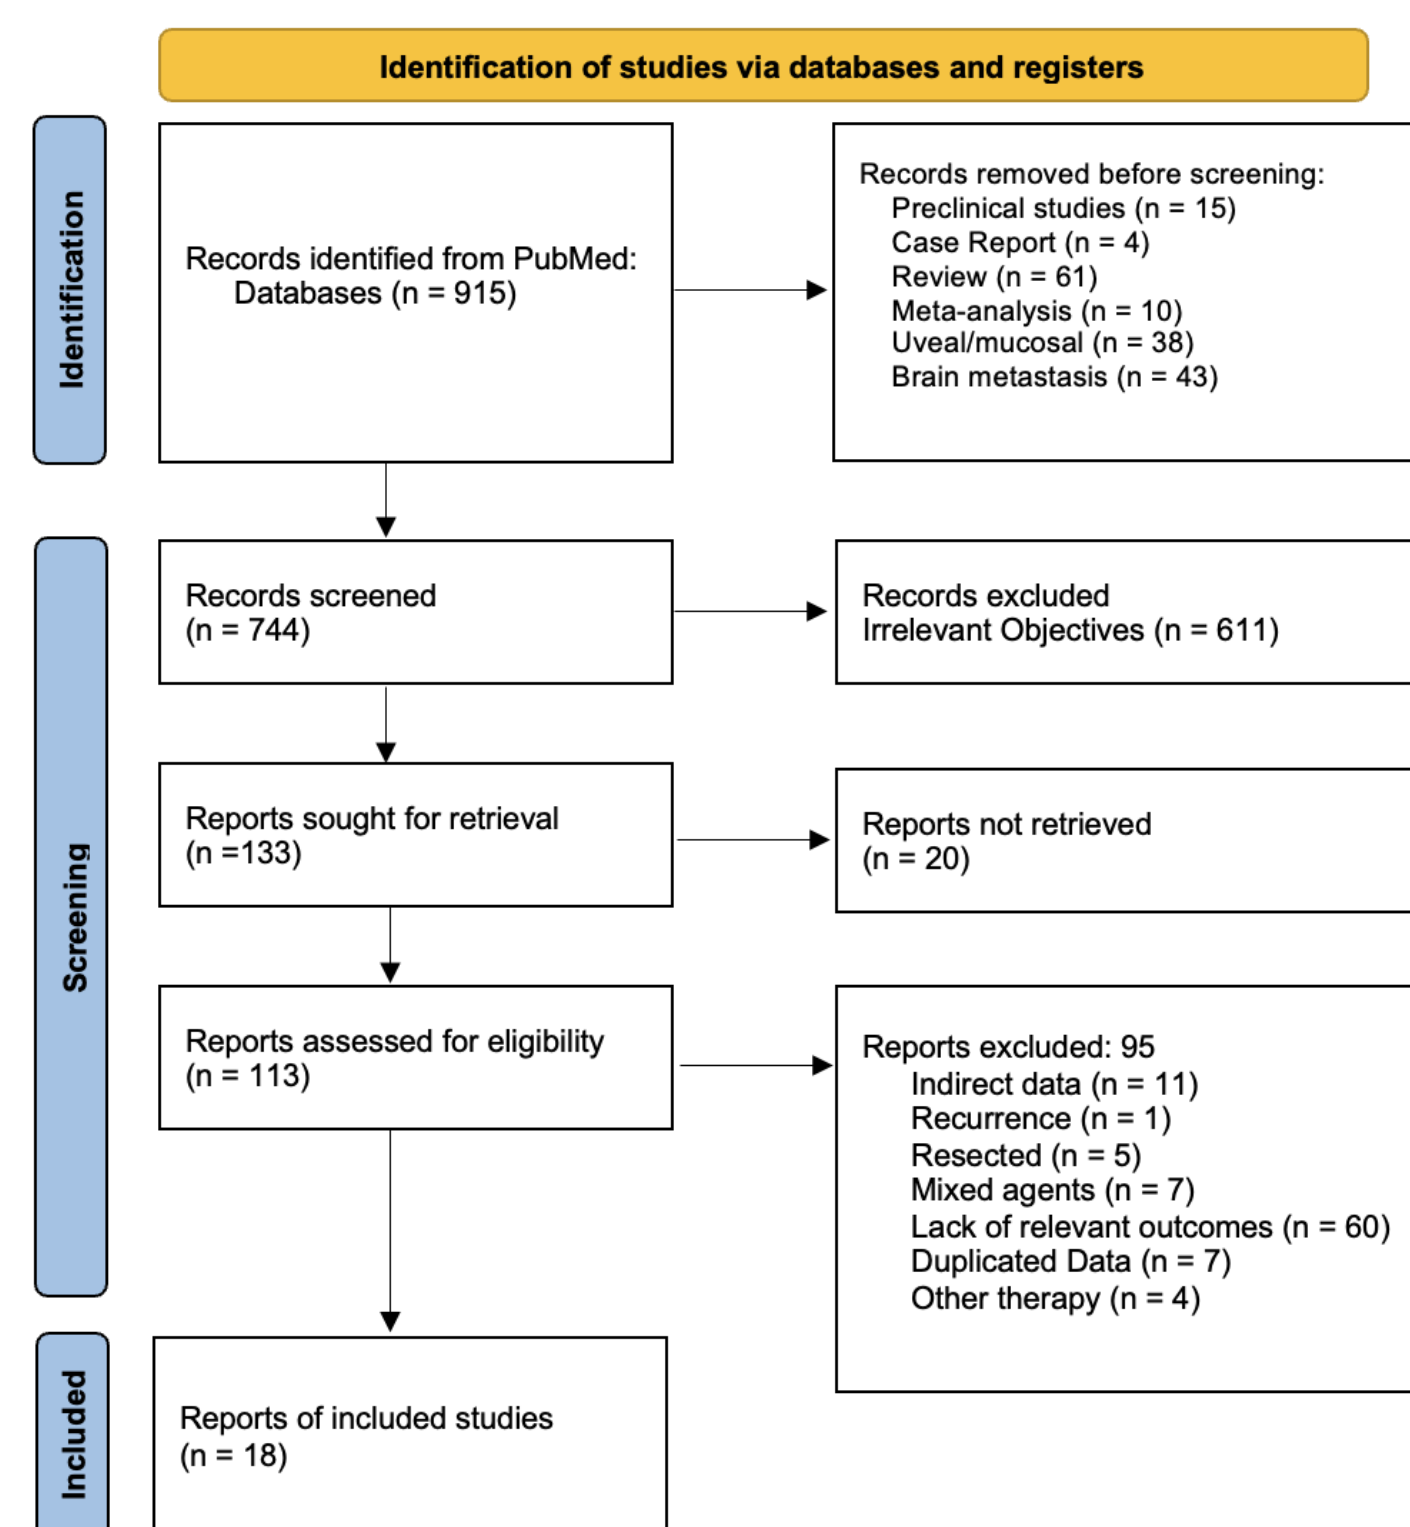 Identification of studies via databases and registers
Identification
Records identified from PubMed:
Databases (n = 915)
Records removed before screening:
Preclinical studies (n = 15)
Case Report (n = 4)
Review (n = 61)
Meta-analysis (n = 10)
Uveal/mucosal (n = 38)
Brain metastasis (n = 43)
Screening
Records screened
(n = 744)
Records excluded
Irrelevant Objectives (n = 611)
Reports sought for retrieval
(n =133)
Reports not retrieved
(n = 20)
Reports assessed for eligibility
(n = 113)
Reports excluded: 95
Indirect data (n = 11)
Recurrence (n = 1)
Resected (n = 5)
Mixed agents (n = 7)
Lack of relevant outcomes (n = 60)
Duplicated Data (n = 7)
Other therapy (n = 4)
Included
Reports of included studies
(n = 18)